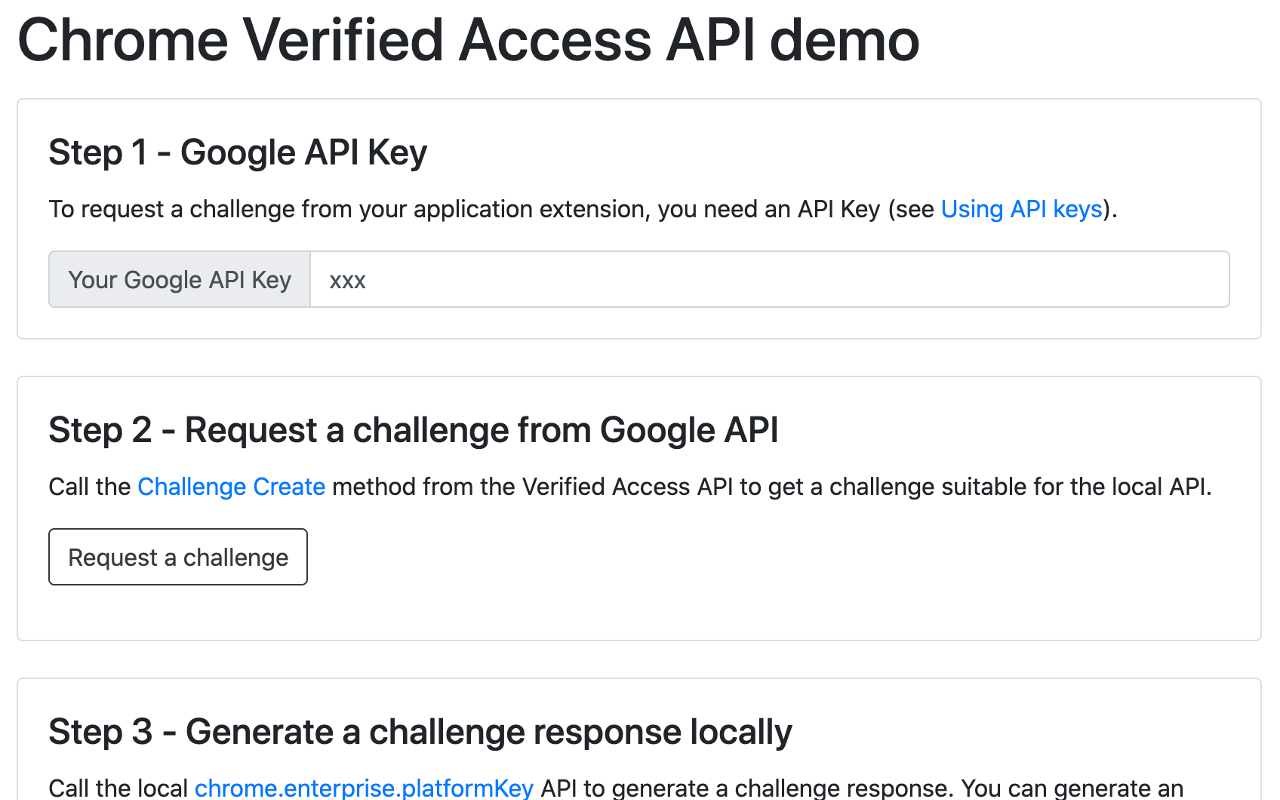 Chrome Verified Access API demo
Step 1 - Google API Key
To request a challenge from your application extension, you need an API Key (see Using API keys).
Your Google API Key xxx
Step 2 - Request a challenge from Google API
Call the Challenge Create method from the Verified Access API to get a challenge suitable for the local API.
Request a challenge
Step 3 - Generate a challenge response locally
Call the local chrome.enterprise.platformKey API to generate a challenge response. You can generate an